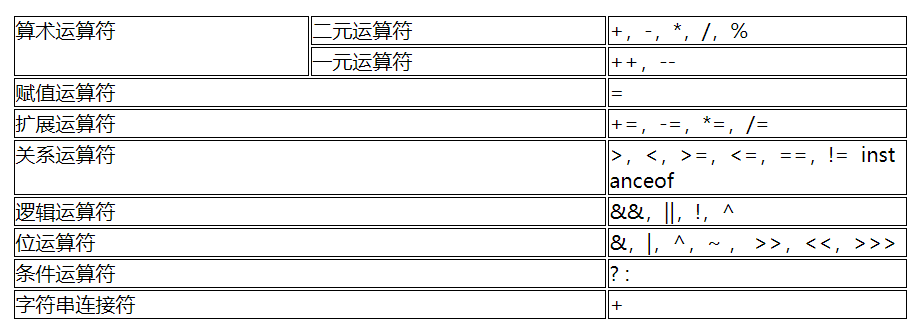 算术运算符 二元运算符 +，-，*，/，%
一元运算符 ++，--
赋值运算符 =
扩展运算符 +=，-=，*=，/=
关系运算符 >，<，>=，<=，==，!= inst
anceof
逻辑运算符 &&，||，!，^
位运算符 &，|，^，~ ， >>，<<，>>>
条件运算符 ? :
字符串连接符 +